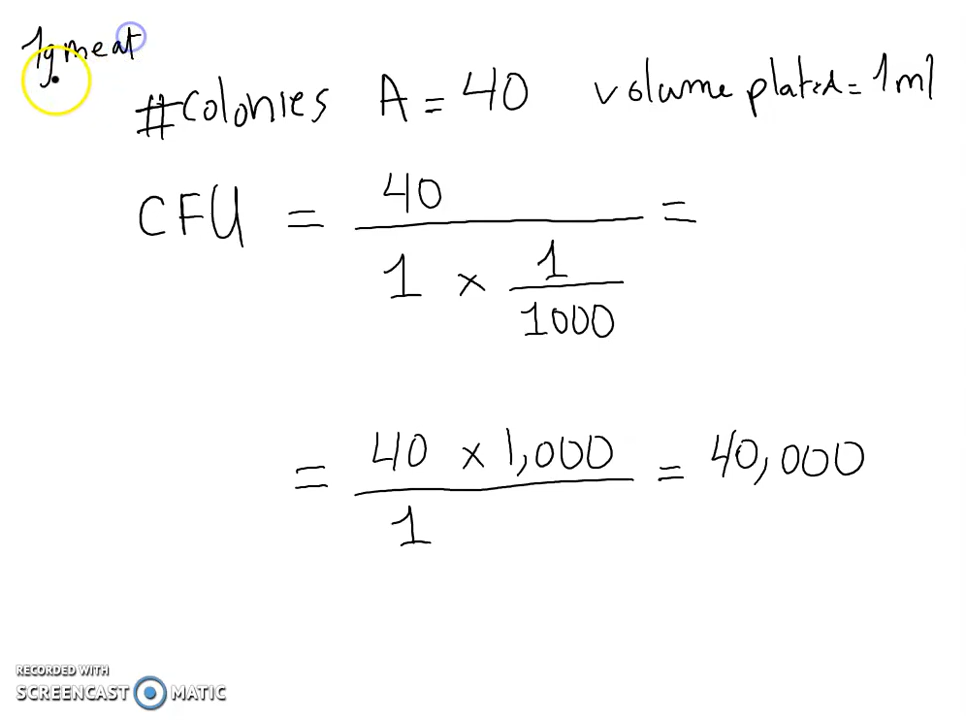 1g meat
#Colonies A = 40 volume plated = 1ml
CFU = 40 / 1 × 1/1000 =
= 40 × 1,000 / 1 = 40,000
RECORDED WITH
SCREENCAST MATIC